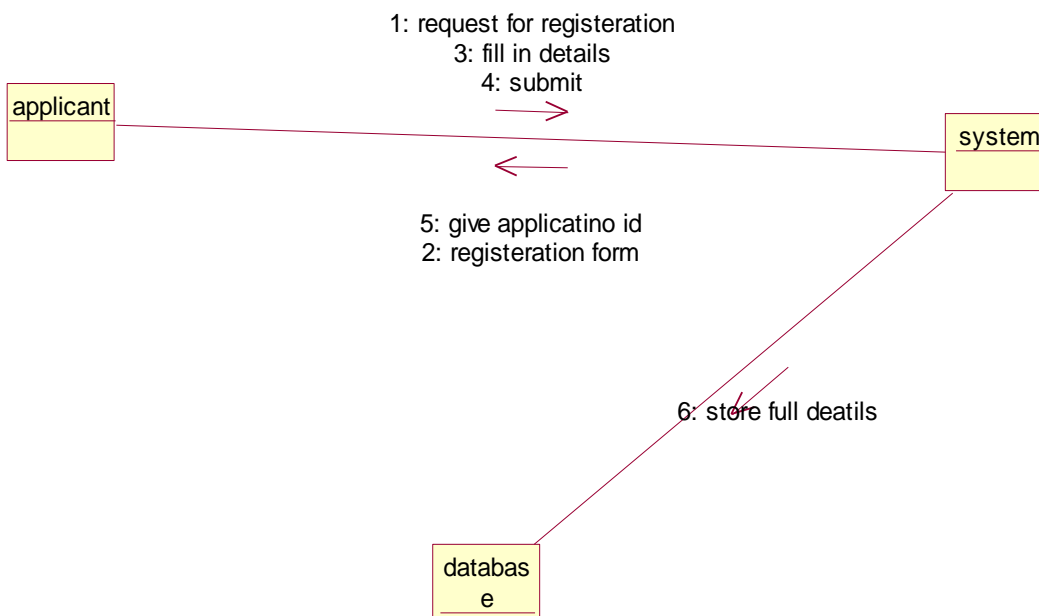 1: request for registeration
3: fill in details
4: submit
applicant
system
5: give applicatino id
2: registeration form
6: store full deatils
databas
e